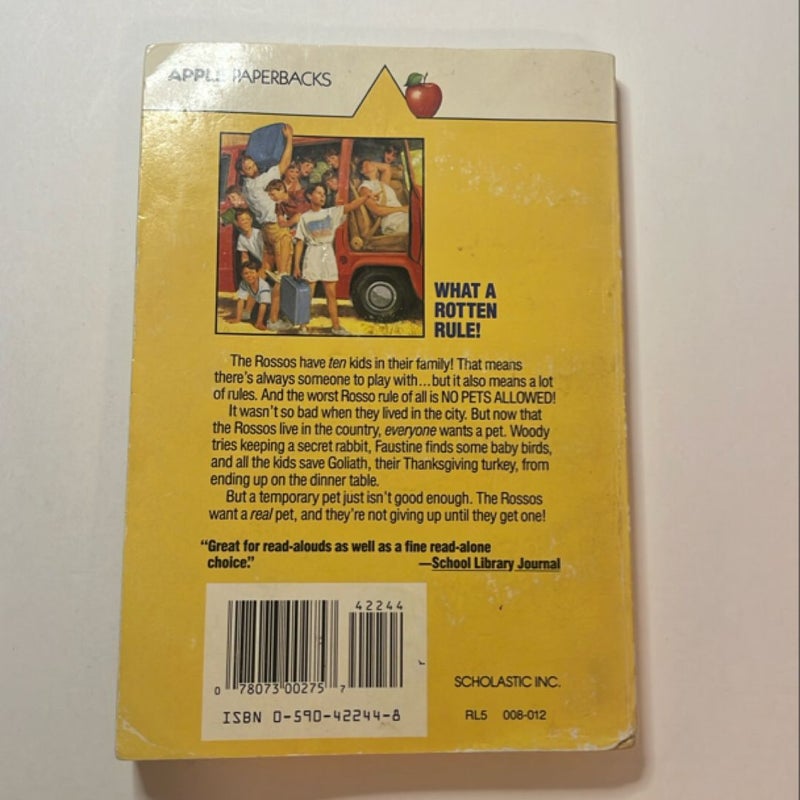 APPLE PAPERBACKS
WHAT A
ROTTEN
RULE!
The Rossos have ten kids in their family! That means
there's always someone to play with...but it also means a lot
of rules. And the worst Rosso rule of all is NO PETS ALLOWED!
It wasn't so bad when they lived in the city. But now that
the Rossos live in the country, everyone wants a pet. Woody
tries keeping a secret rabbit, Faustine finds some baby birds,
and all the kids save Goliath, their Thanksgiving turkey, from
ending up on the dinner table.
But a temporary pet just isn't good enough. The Rossos
want a real pet, and they're not giving up until they get one!
"Great for read-alouds as well as a fine read-alone
choice." —School Library Journal
42244
0 78073 00275 7
ISBN 0-590-42244-8
SCHOLASTIC INC.
RL5 008-012